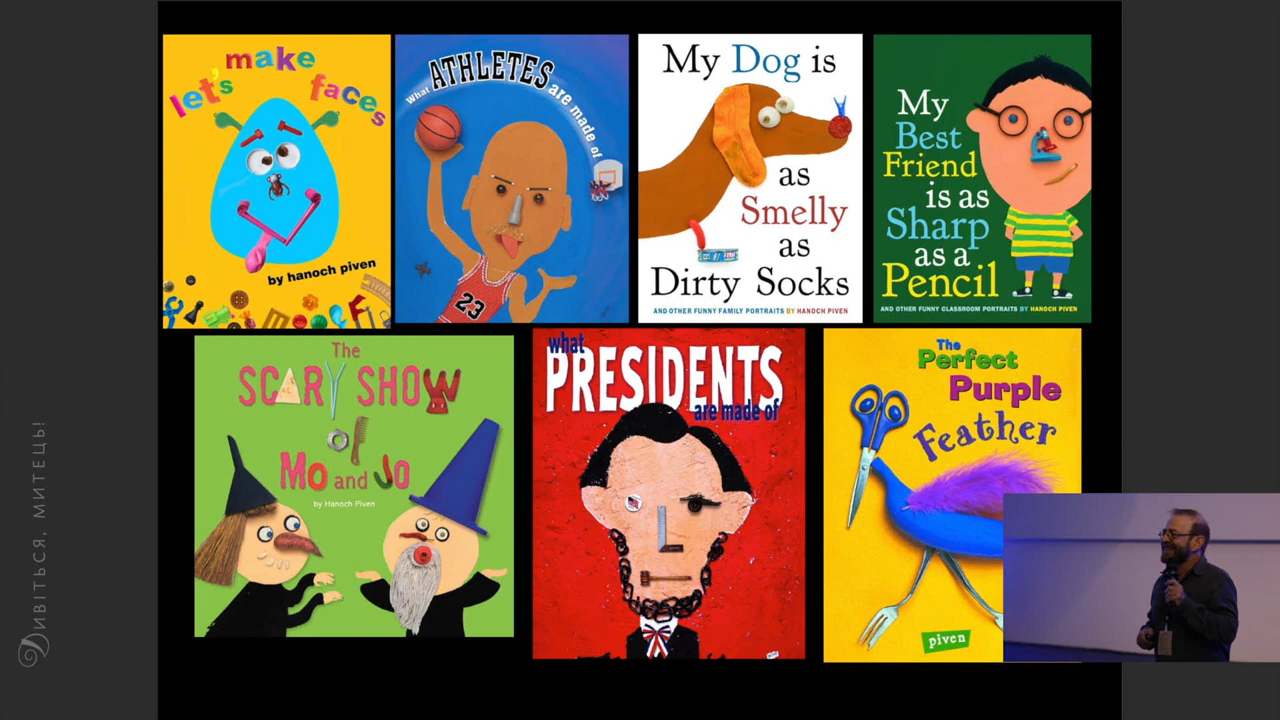 let's make faces
by hanoch piven
What ATHLETES are made of
23
My Dog is
as
Smelly
as
Dirty Socks
AND OTHER FUNNY FAMILY PORTRAITS BY HANOCH PIVEN
My
Best
Friend
is as
Sharp
as a
Pencil
AND OTHER FUNNY CLASSROOM PORTRAITS BY HANOCH PIVEN
The
SCARY SHOW
of
Mo and Jo
by Hanoch Piven
what
PRESIDENTS
are made of
The
Perfect
Purple
Feather
piven
Дивіться, митець!